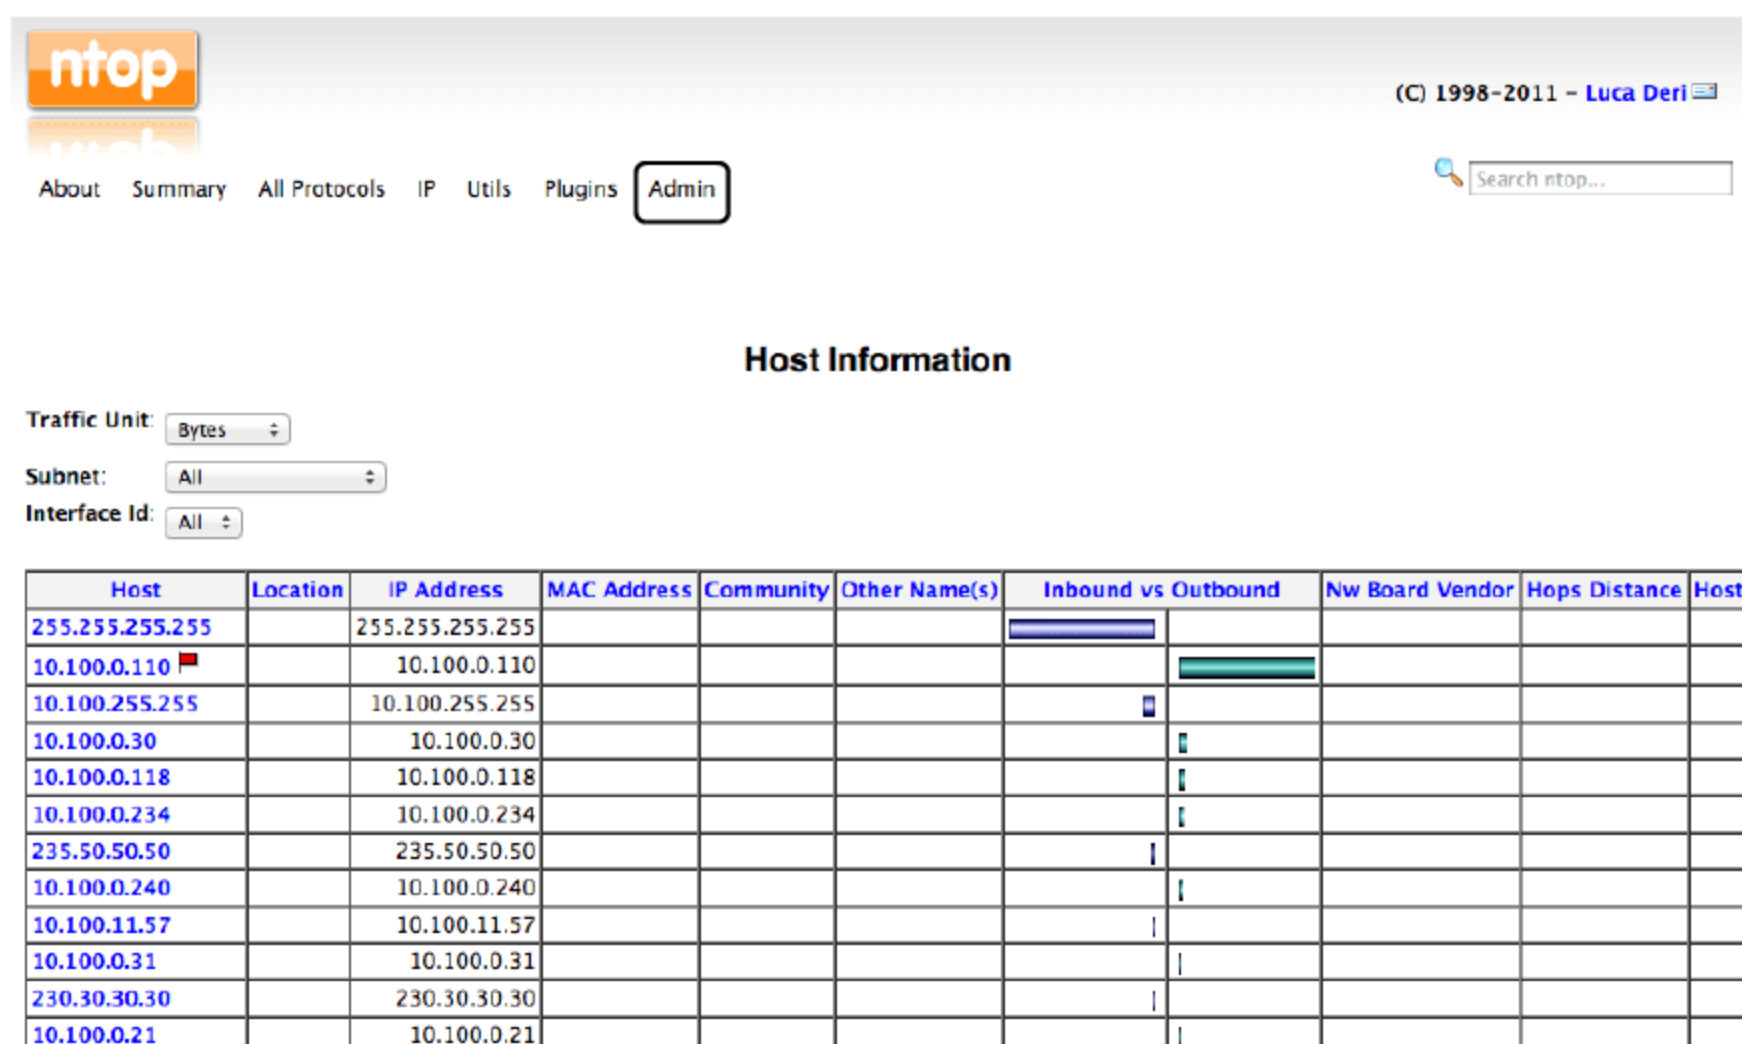 ntop
(C) 1998-2011 - Luca Deri
About Summary All Protocols IP Utils Plugins Admin
Search ntop...
Host Information
Traffic Unit: Bytes
Subnet: All
Interface Id: All
Host Location IP Address MAC Address Community Other Name(s) Inbound vs Outbound Nw Board Vendor Hops Distance Host
255.255.255.255 255.255.255.255
10.100.0.110 10.100.0.110
10.100.255.255 10.100.255.255
10.100.0.30 10.100.0.30
10.100.0.118 10.100.0.118
10.100.0.234 10.100.0.234
235.50.50.50 235.50.50.50
10.100.0.240 10.100.0.240
10.100.11.57 10.100.11.57
10.100.0.31 10.100.0.31
230.30.30.30 230.30.30.30
10.100.0.21 10.100.0.21